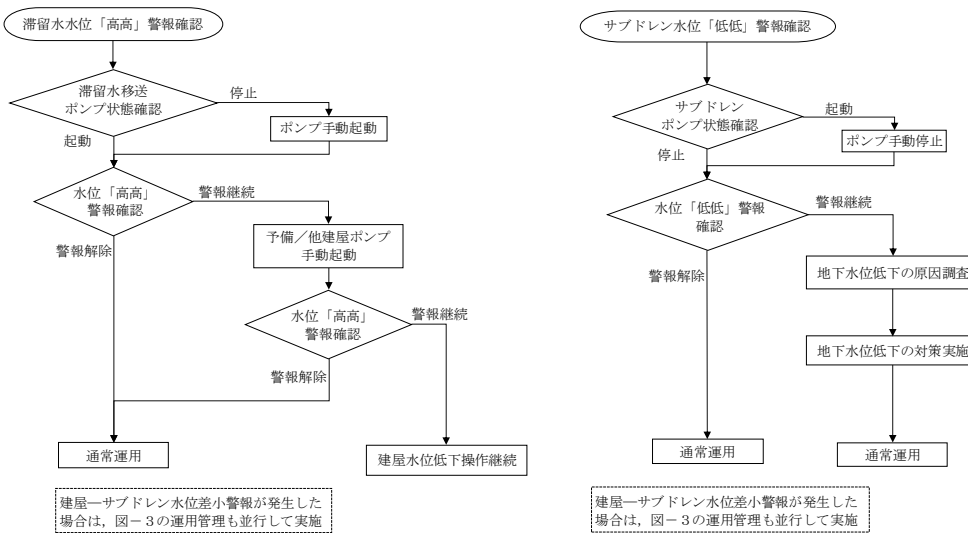 滞留水水位「高高」警報確認
滞留水移送
ポンプ状態確認
停止
ポンプ手動起動
起動
水位「高高」
警報確認
警報継続
予備／他建屋ポンプ
手動起動
警報解除
水位「高高」
警報確認
警報継続
警報解除
通常運用
建屋水位低下操作継続
建屋―サブドレン水位差小警報が発生した
場合は，図－３の運用管理も並行して実施
サブドレン水位「低低」警報確認
サブドレン
ポンプ状態確認
起動
ポンプ手動停止
停止
水位「低低」警報
確認
警報継続
地下水位低下の原因調査
警報解除
地下水位低下の対策実施
通常運用
通常運用
建屋―サブドレン水位差小警報が発生した
場合は，図－３の運用管理も並行して実施